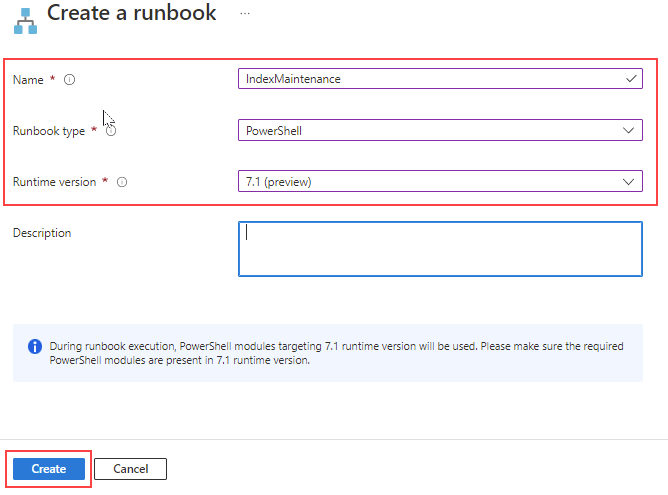 Create a runbook ...
Name *
IndexMaintenance
Runbook type *
PowerShell
Runtime version *
7.1 (preview)
Description
During runbook execution, PowerShell modules targeting 7.1 runtime version will be used. Please make sure the required
PowerShell modules are present in 7.1 runtime version.
Create
Cancel